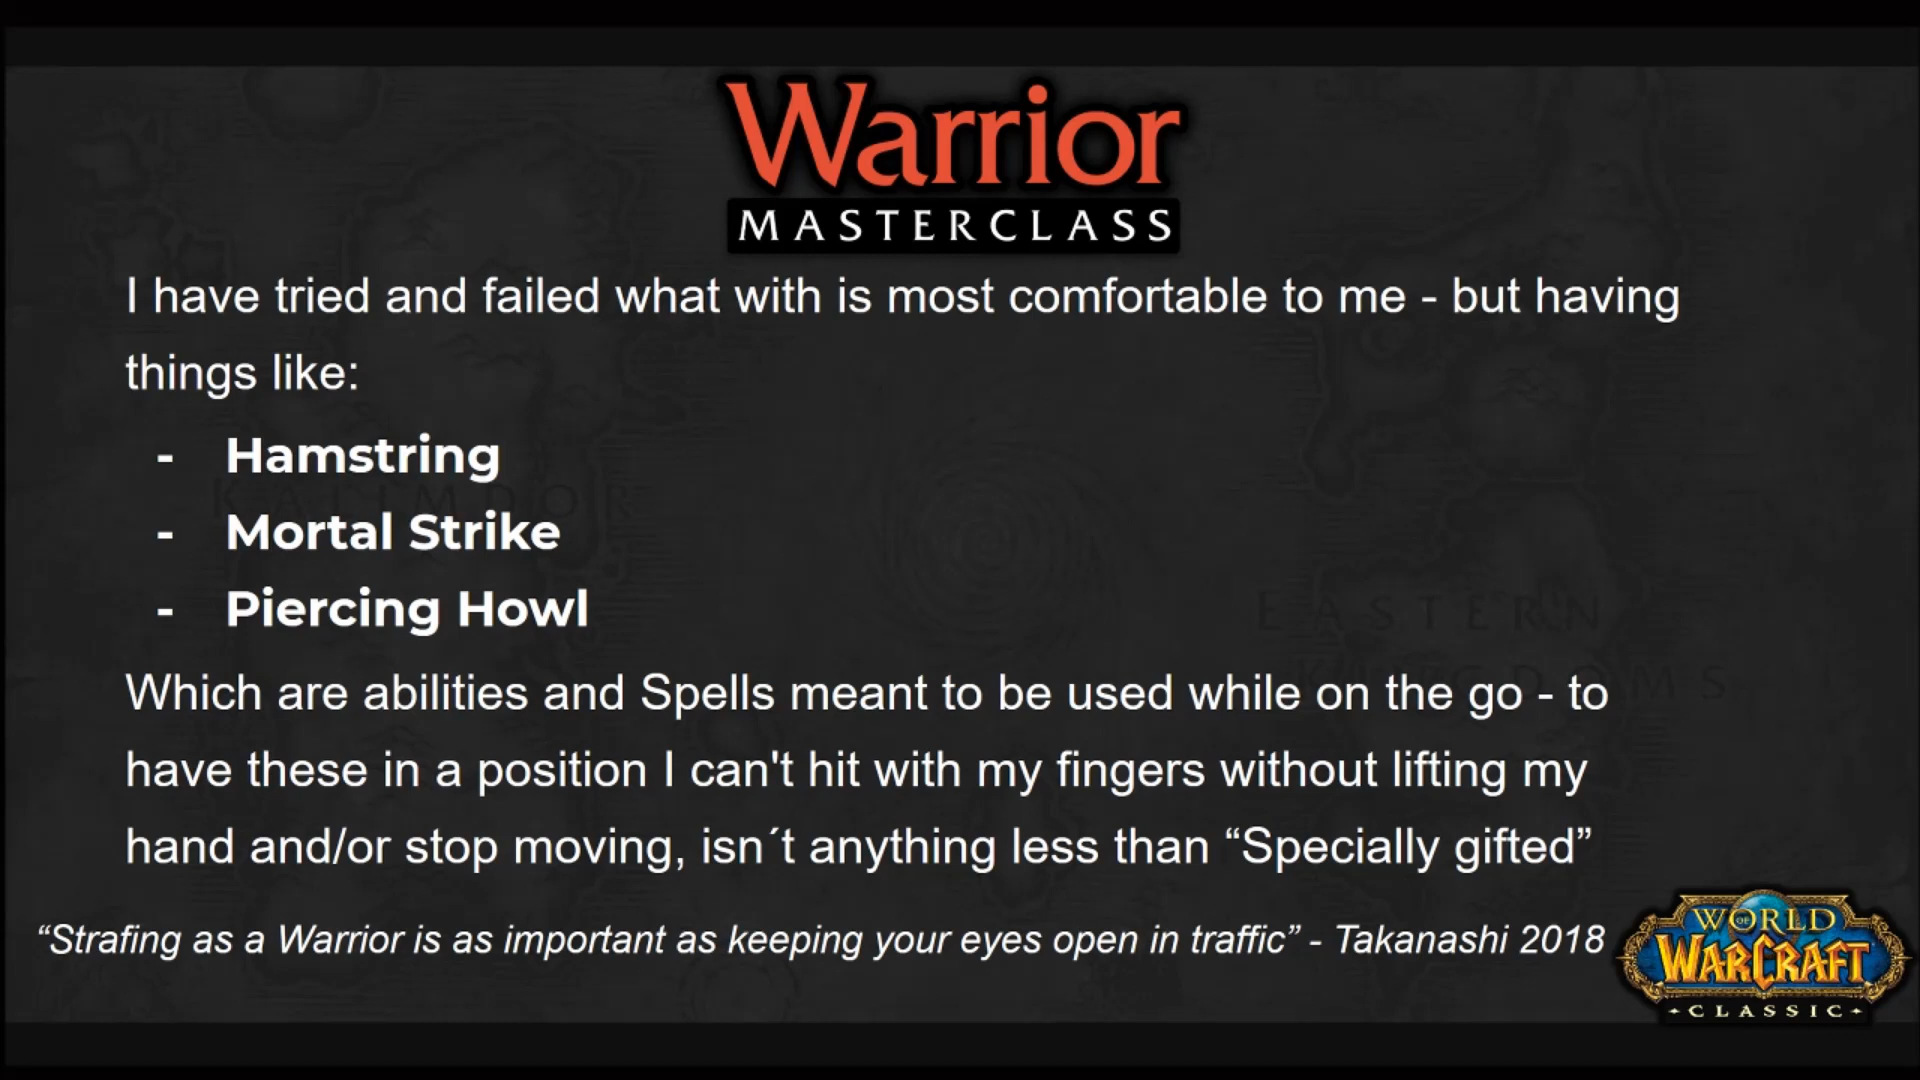 Warrior
MASTERCLASS
I have tried and failed what with is most comfortable to me - but having
things like:
- Hamstring
- Mortal Strike
- Piercing Howl
Which are abilities and Spells meant to be used while on the go - to
have these in a position I can't hit with my fingers without lifting my
hand and/or stop moving, isn´t anything less than “Specially gifted”
“Strafing as a Warrior is as important as keeping your eyes open in traffic” - Takanashi 2018
WORLD
OF
WARCRAFT
CLASSIC
KALIMDOR
EASTERN
KINGDOMS